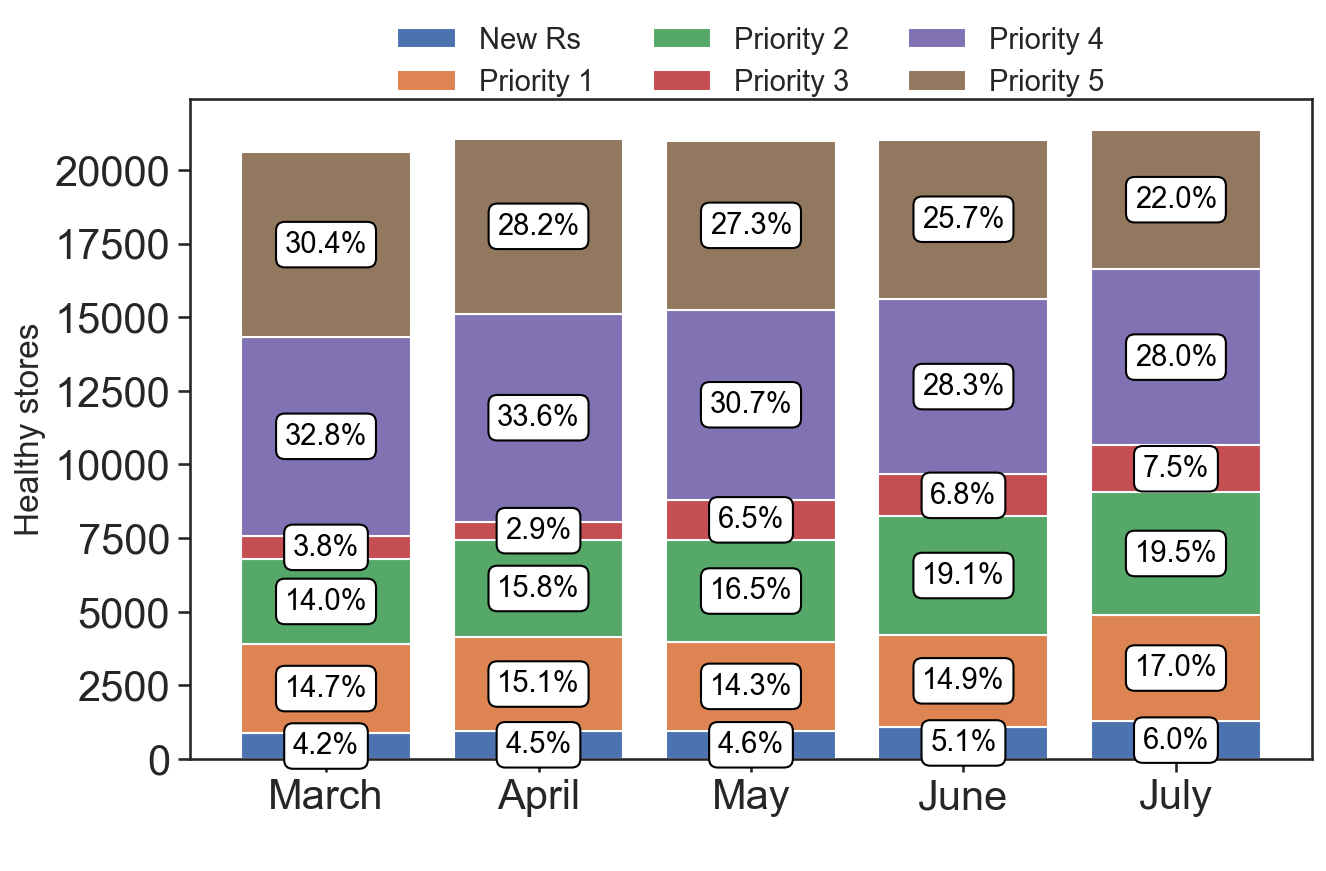 New Rs Priority 2 Priority 4
Priority 1 Priority 3 Priority 5
Healthy stores
20000
17500
15000
12500
10000
7500
5000
2500
0
30.4% 28.2% 27.3% 25.7% 22.0%
32.8% 33.6% 30.7% 28.3% 28.0%
3.8% 2.9% 6.5% 6.8% 7.5%
14.0% 15.8% 16.5% 19.1% 19.5%
14.7% 15.1% 14.3% 14.9% 17.0%
4.2% 4.5% 4.6% 5.1% 6.0%
March April May June July